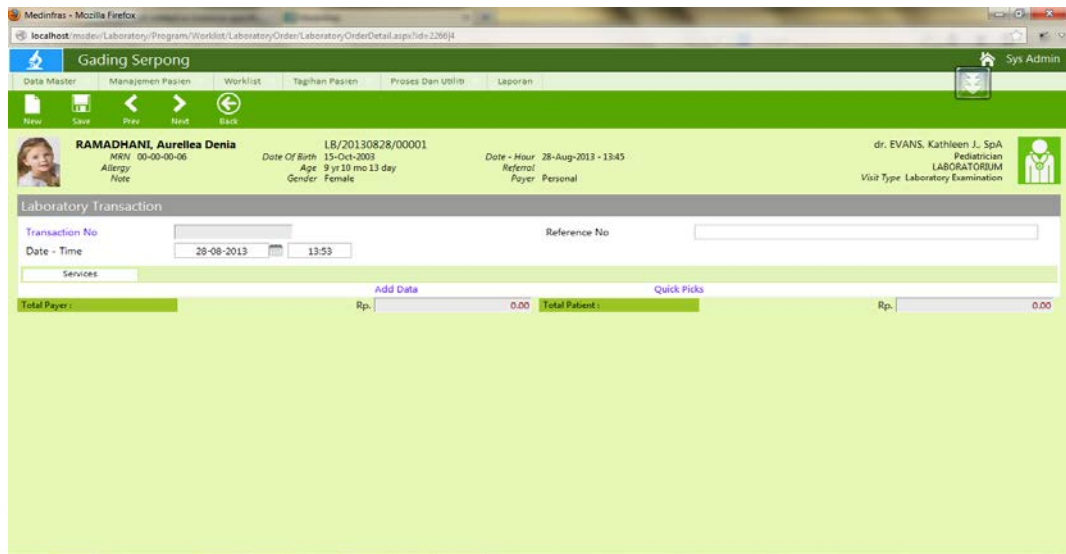 Medinfras - Mozilla Firefox
localhost/msdev/Laboratory/Program/Worklist/LaboratoryOrder/LaboratoryOrderDetail.aspx?id=2266|4
Gading Serpong Sys Admin
Data Master Manajemen Pasien Worklist Tagihan Pasien Proses Dan Utiliti Laporan
New Save Prev Next Back
RAMADHANI, Aurellea Denia LB/20130828/00001 dr. EVANS, Kathleen J., SpA
MRN 00-00-00-06 Date Of Birth 15-Oct-2003 Date - Hour 28-Aug-2013 - 13:45 Pediatrician
Allergy Age 9 yr 10 mo 13 day Referral LABORATORIUM
Note Gender Female Payer Personal Visit Type Laboratory Examination
Laboratory Transaction
Transaction No Reference No
Date - Time 28-08-2013 13:53
Services
Add Data Quick Picks
Total Payer : Rp. 0.00 Total Patient : Rp. 0.00